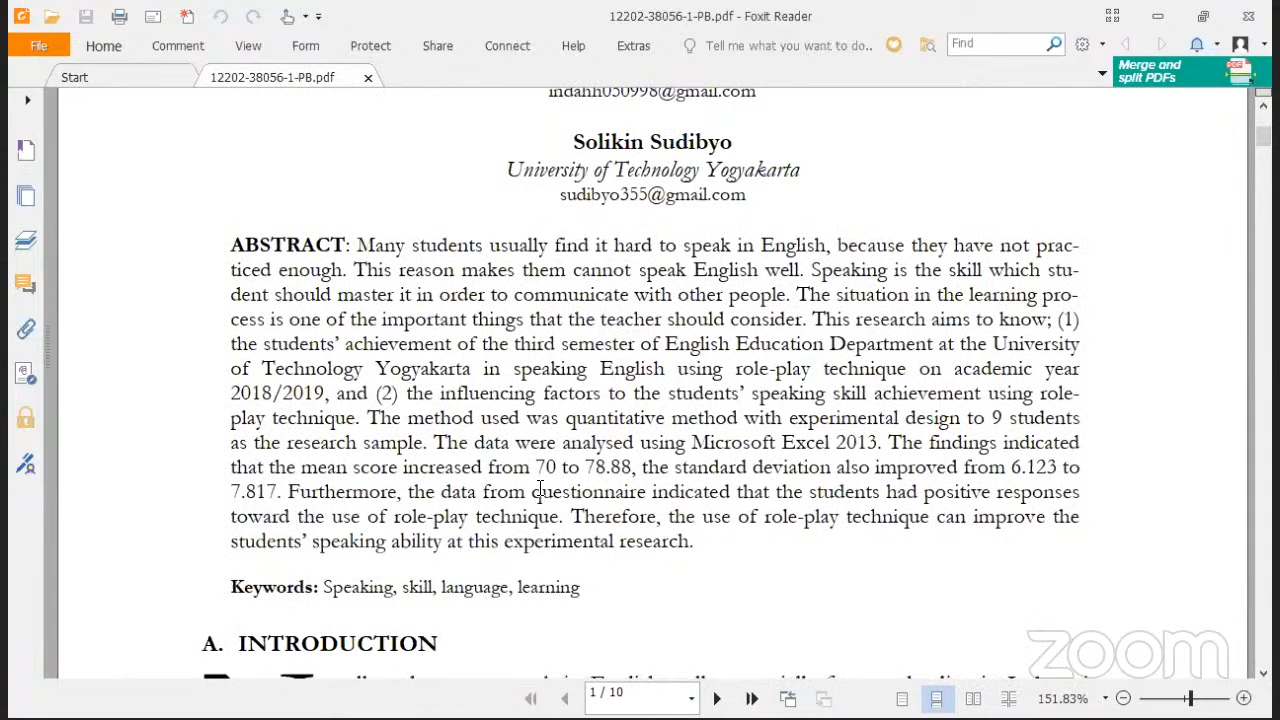 12202-38056-1-PB.pdf - Foxit Reader
File Home Comment View Form Protect Share Connect Help Extras Tell me what you want to do.. Find
Start 12202-38056-1-PB.pdf Merge and
split PDFs
indahh050998@gmail.com
Solikin Sudibyo
University of Technology Yogyakarta
sudibyo355@gmail.com
ABSTRACT: Many students usually find it hard to speak in English, because they have not prac-
ticed enough. This reason makes them cannot speak English well. Speaking is the skill which stu-
dent should master it in order to communicate with other people. The situation in the learning pro-
cess is one of the important things that the teacher should consider. This research aims to know; (1)
the students' achievement of the third semester of English Education Department at the University
of Technology Yogyakarta in speaking English using role-play technique on academic year
2018/2019, and (2) the influencing factors to the students' speaking skill achievement using role-
play technique. The method used was quantitative method with experimental design to 9 students
as the research sample. The data were analysed using Microsoft Excel 2013. The findings indicated
that the mean score increased from 70 to 78.88, the standard deviation also improved from 6.123 to
7.817. Furthermore, the data from questionnaire indicated that the students had positive responses
toward the use of role-play technique. Therefore, the use of role-play technique can improve the
students' speaking ability at this experimental research.
Keywords: Speaking, skill, language, learning
A. INTRODUCTION
zoom
1 / 10 151.83%